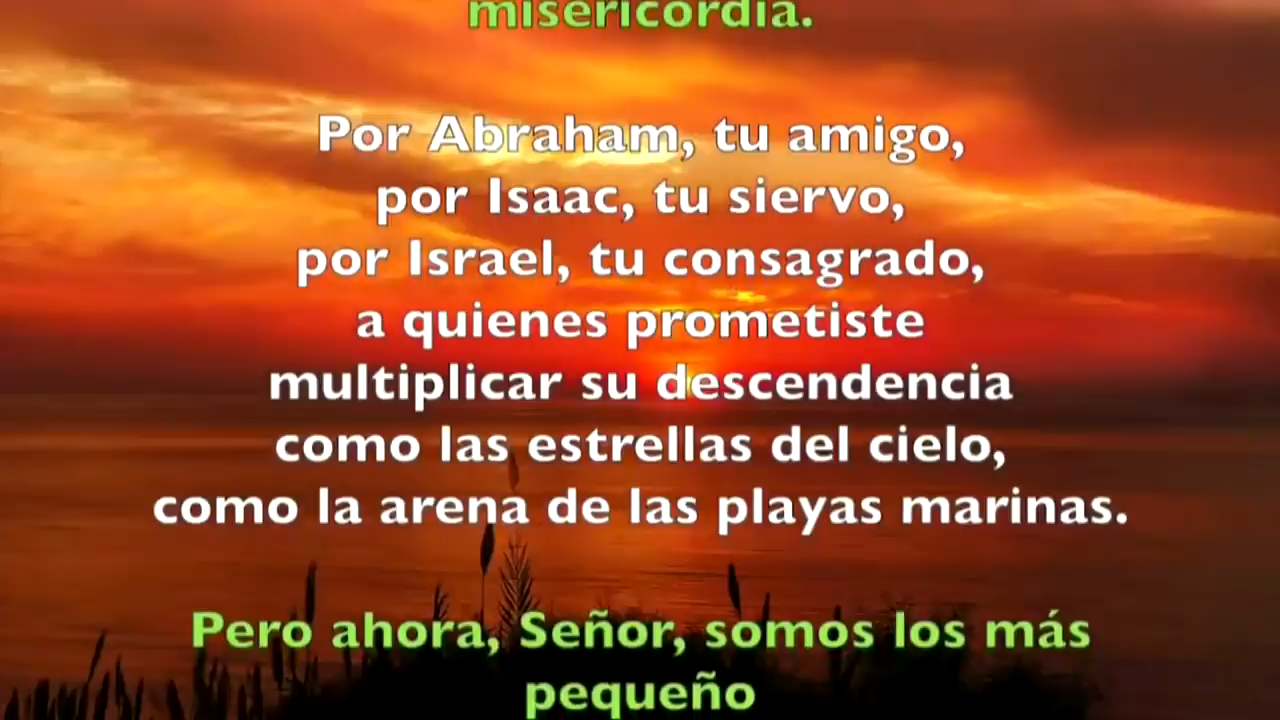 misericordia.
Por Abraham, tu amigo,
por Isaac, tu siervo,
por Israel, tu consagrado,
a quienes prometiste
multiplicar su descendencia
como las estrellas del cielo,
como la arena de las playas marinas.
Pero ahora, Señor, somos los más
pequeño